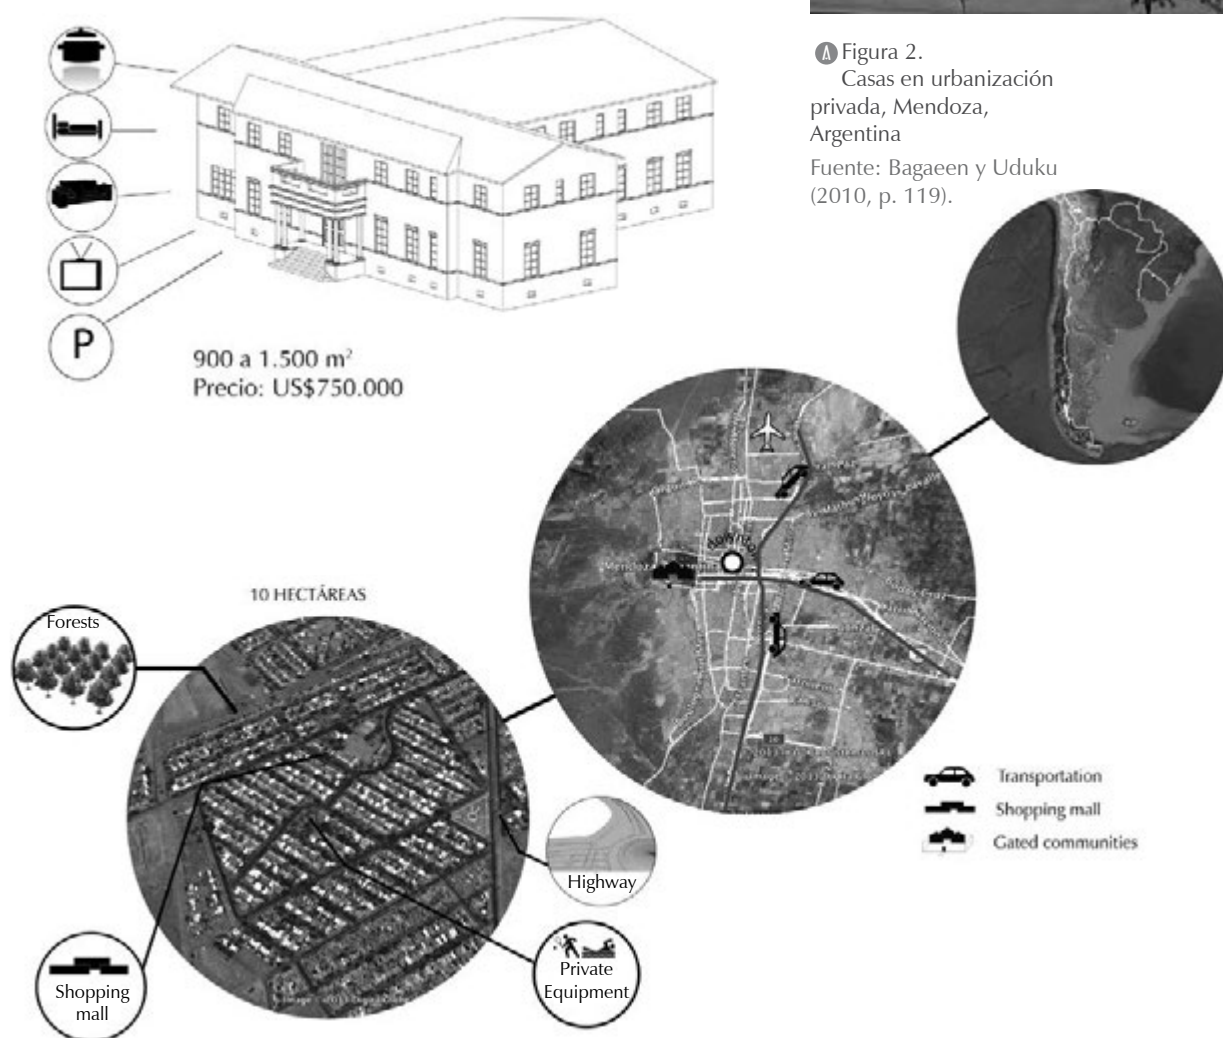 A Figura 2.
Casas en urbanización
privada, Mendoza,
Argentina
Fuente: Bagaeen y Uduku
(2010, p. 119).
P
900 a 1.500 m²
Precio: US$750.000
10 HECTÁREAS
Forests
Mendoza
Transportation
Shopping mall
Gated communities
Highway
Private
Equipment
Shopping
mall